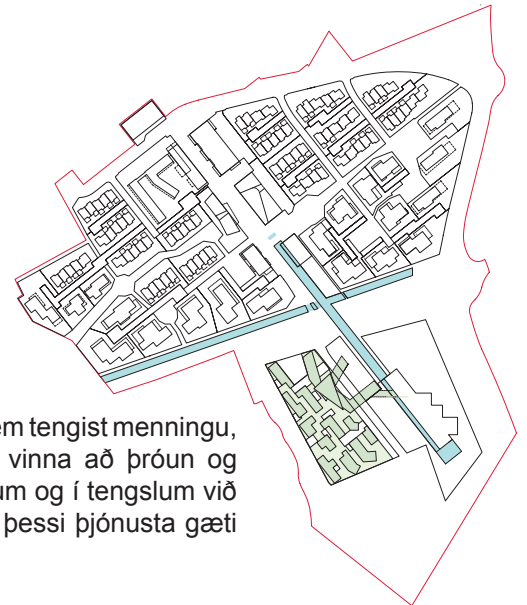 em tengist menningu,
vinna að þróun og
um og í tengslum við
þessi þjónusta gæti